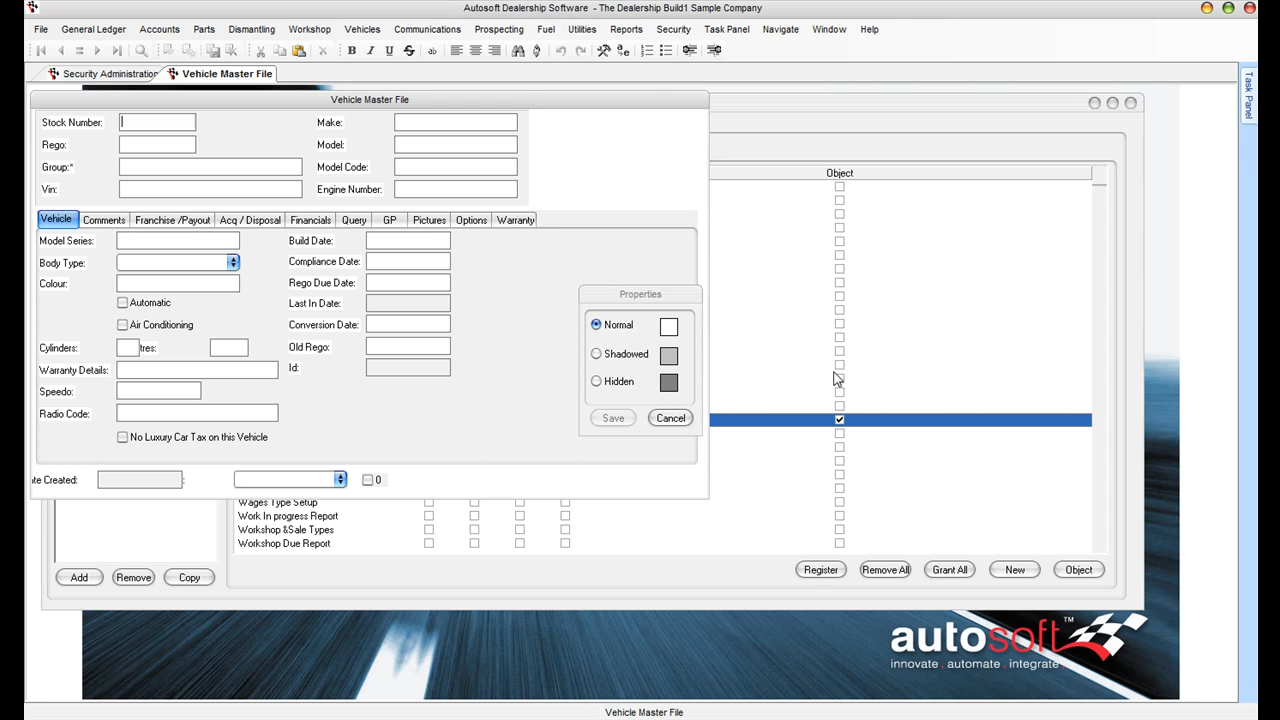 Autosoft Dealership Software - The Dealership Build1 Sample Company
File General Ledger Accounts Parts Dismantling Workshop Vehicles Communications Prospecting Fuel Utilities Reports Security Task Panel Navigate Window Help
B I U S ab
Security Administration Vehicle Master File
Task Panel
Vehicle Master File
Stock Number: Make:
Rego: Model:
Group:* Model Code:
Vin: Engine Number:
Object
Vehicle Comments Franchise /Payout Acq / Disposal Financials Query GP Pictures Options Warranty
Model Series: Build Date:
Body Type: Compliance Date:
Colour: Rego Due Date:
Automatic Last In Date:
Air Conditioning Conversion Date:
Cylinders: tres: Old Rego:
Warranty Details: Id:
Speedo:
Radio Code:
No Luxury Car Tax on this Vehicle
Properties
Normal
Shadowed
Hidden
Save Cancel
te Created: : 0
Wages Type Setup
Work In progress Report
Workshop &Sale Types
Workshop Due Report
Add Remove Copy
Register Remove All Grant All New Object
autosoft™
innovate . automate . integrate
Vehicle Master File